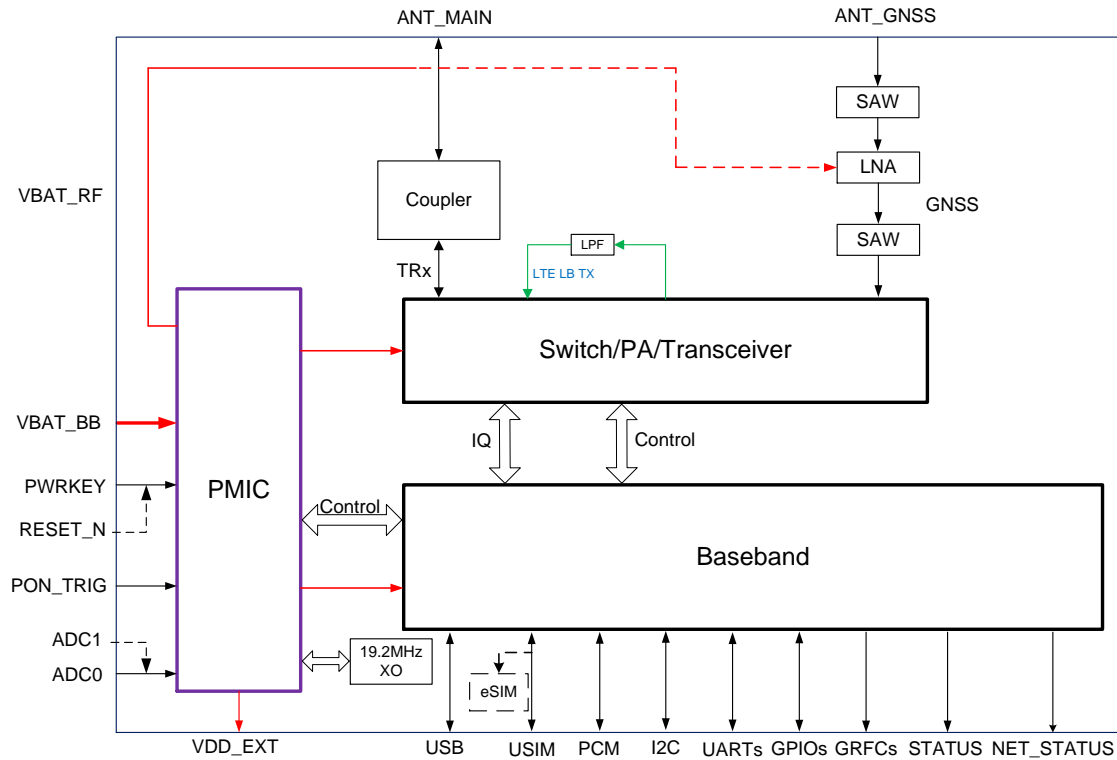 ANT_MAIN
ANT_GNSS
SAW
LNA
GNSS
SAW
VBAT_RF
Coupler
TRx
LPF
LTE LB TX
Switch/PA/Transceiver
VBAT_BB
IQ
Control
PWRKEY
PMIC
RESET_N
Control
Baseband
PON_TRIG
ADC1
ADC0
19.2MHz
XO
eSIM
VDD_EXT
USB
USIM
PCM
I2C
UARTs
GPIOs
GRFCs
STATUS
NET_STATUS